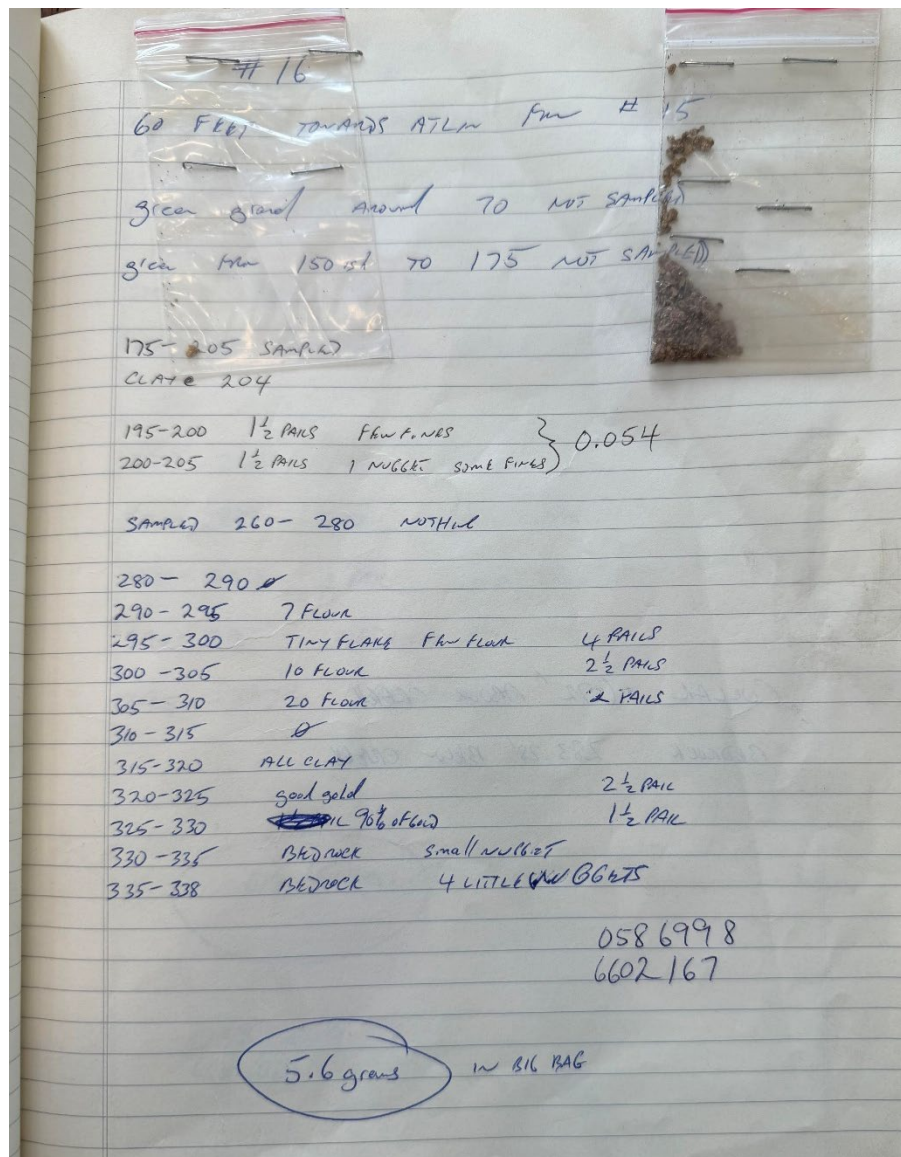 # 16
60 FEET TOWARDS ATLIN from # 15
green gravel Around 70 NOT SAMPLED
green from 150 TO 175 NOT SAMPLED
175-205 SAMPLED
CLAY @ 204
195-200 1½ PAILS FEW FINES } 0.054
200-205 1½ PAILS 1 NUGGET SOME FINES
SAMPLED 260- 280 NOTHING
280- 290 ø
290-295 7 FLOUR
295-300 TINY FLAKE FEW FLOUR 4 PAILS
300-305 10 FLOUR 2½ PAILS
305-310 20 FLOUR 2 PAILS
310-315 ø
315-320 ALL CLAY
320-325 good gold 2½ PAIL
325-330 90% OF GOLD 1½ PAIL
330-335 BEDROCK small NUGGET
335-338 BEDROCK 4 LITTLE NUGGETS
0586998
6602167
5.6 grams IN BIG BAG